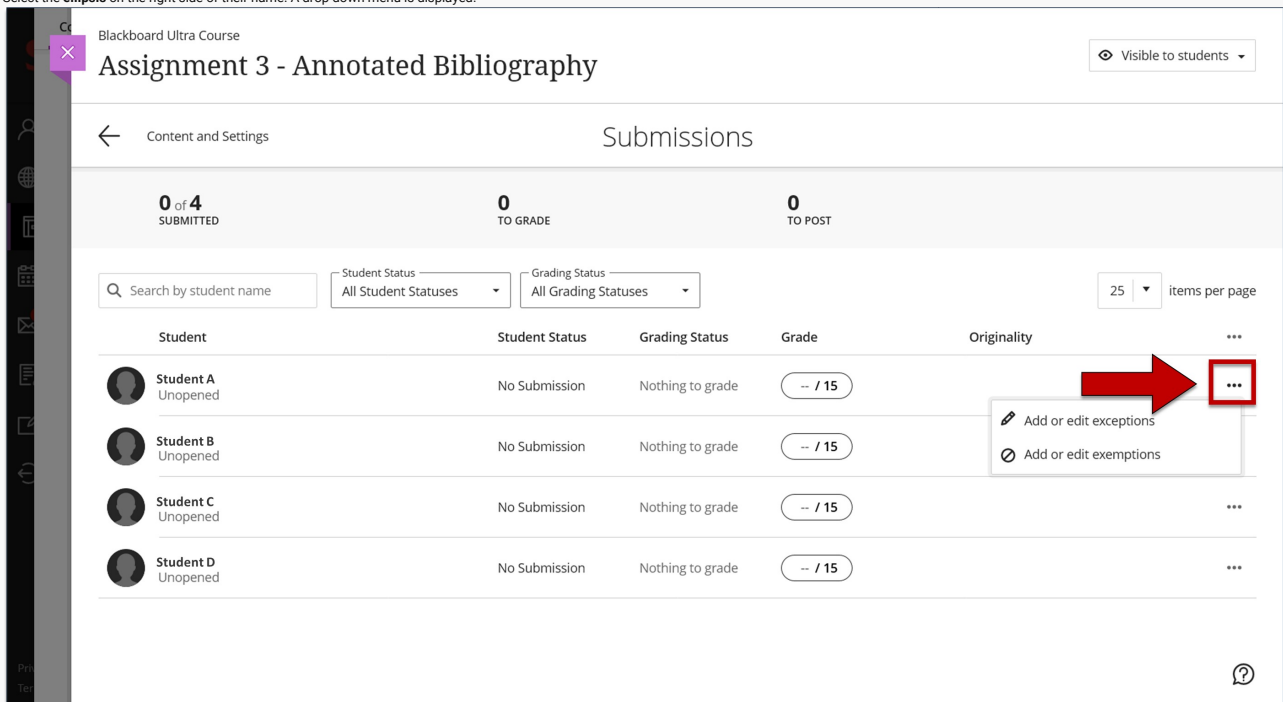 Select the ellipsis on the right side of their name. A drop down menu is displayed.
Blackboard Ultra Course
Assignment 3 - Annotated Bibliography
Visible to students
Content and Settings
Submissions
0 of 4
SUBMITTED
0
TO GRADE
0
TO POST
Search by student name
Student Status
All Student Statuses
Grading Status
All Grading Statuses
25 items per page
Student Student Status Grading Status Grade Originality
Student A
Unopened
No Submission Nothing to grade -- / 15
Add or edit exceptions
Add or edit exemptions
Student B
Unopened
No Submission Nothing to grade -- / 15
Student C
Unopened
No Submission Nothing to grade -- / 15
Student D
Unopened
No Submission Nothing to grade -- / 15